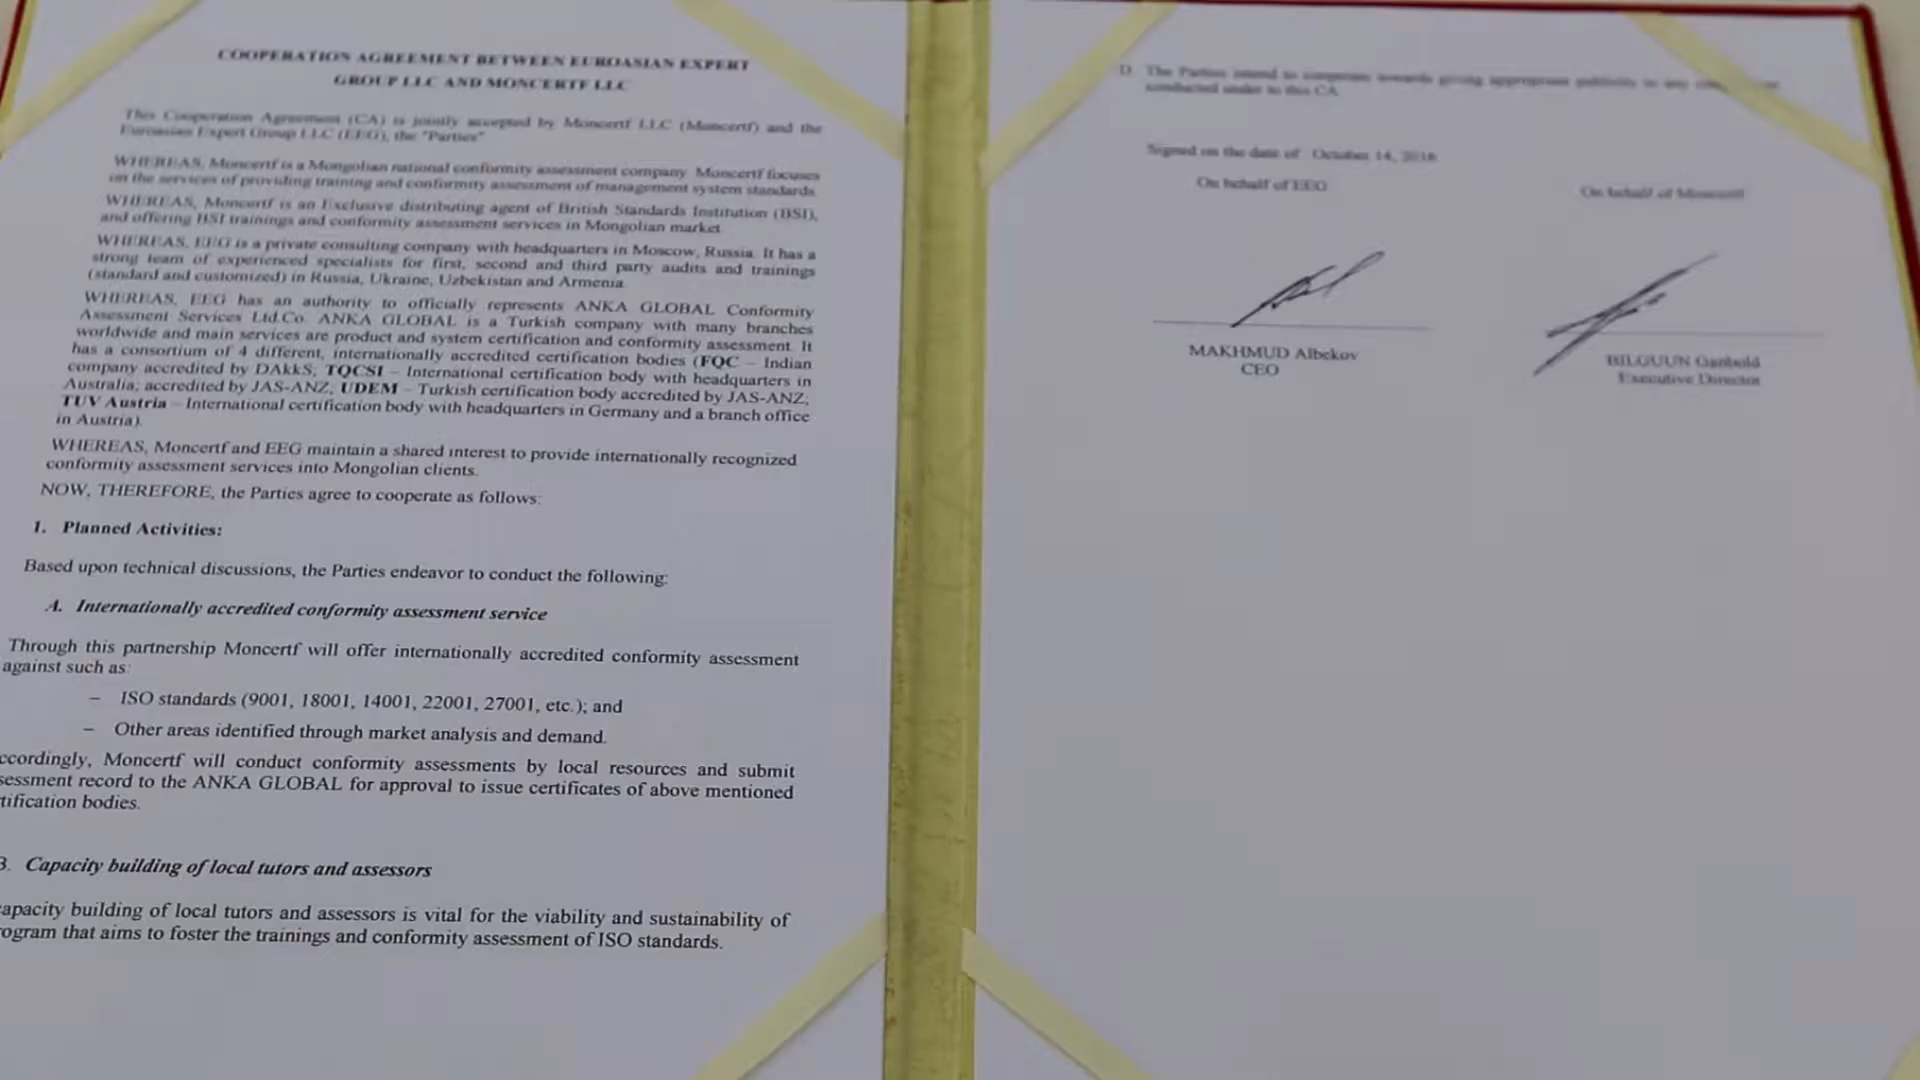 COOPERATION AGREEMENT BETWEEN EUROASIAN EXPERT
GROUP LLC AND MONCERTF LLC
This Cooperation Agreement (CA) is jointly accepted by Moncertf LLC (Moncertf) and the
Euroasian Expert Group LLC (EEG), the "Parties"
WHEREAS, Moncertf is a Mongolian national conformity assessment company. Moncertf focuses
on the services of providing training and conformity assessment of management system standards.
WHEREAS, Moncertf is an Exclusive distributing agent of British Standards Institution (BSI),
and offering BSI trainings and conformity assessment services in Mongolian market.
WHEREAS, EEG is a private consulting company with headquarters in Moscow, Russia. It has a
strong team of experienced specialists for first, second and third party audits and trainings
(standard and customized) in Russia, Ukraine, Uzbekistan and Armenia.
WHEREAS, EEG has an authority to officially represents ANKA GLOBAL Conformity
Assessment Services Ltd.Co. ANKA GLOBAL is a Turkish company with many branches
worldwide and main services are product and system certification and conformity assessment. It
has a consortium of 4 different, internationally accredited certification bodies (FQC – Indian
company accredited by DAkkS; TQCSI – International certification body with headquarters in
Australia; accredited by JAS-ANZ; UDEM – Turkish certification body accredited by JAS-ANZ;
TUV Austria – International certification body with headquarters in Germany and a branch office
in Austria).
WHEREAS, Moncertf and EEG maintain a shared interest to provide internationally recognized
conformity assessment services into Mongolian clients.
NOW, THEREFORE, the Parties agree to cooperate as follows:
1. Planned Activities:
Based upon technical discussions, the Parties endeavor to conduct the following:
A. Internationally accredited conformity assessment service
Through this partnership Moncertf will offer internationally accredited conformity assessment
against such as:
– ISO standards (9001, 18001, 14001, 22001, 27001, etc.); and
– Other areas identified through market analysis and demand.
ccordingly, Moncertf will conduct conformity assessments by local resources and submit
sessment record to the ANKA GLOBAL for approval to issue certificates of above mentioned
tification bodies.
B. Capacity building of local tutors and assessors
apacity building of local tutors and assessors is vital for the viability and sustainability of
ogram that aims to foster the trainings and conformity assessment of ISO standards.
D. The Parties intend to cooperate towards giving appropriate publicity to any
conducted under to this CA.
Signed on the date of: October 14, 2016
On behalf of EEG
On behalf of Moncertf
MAKHMUD Albekov
CEO
BILGUUN Ganbold
Executive Director